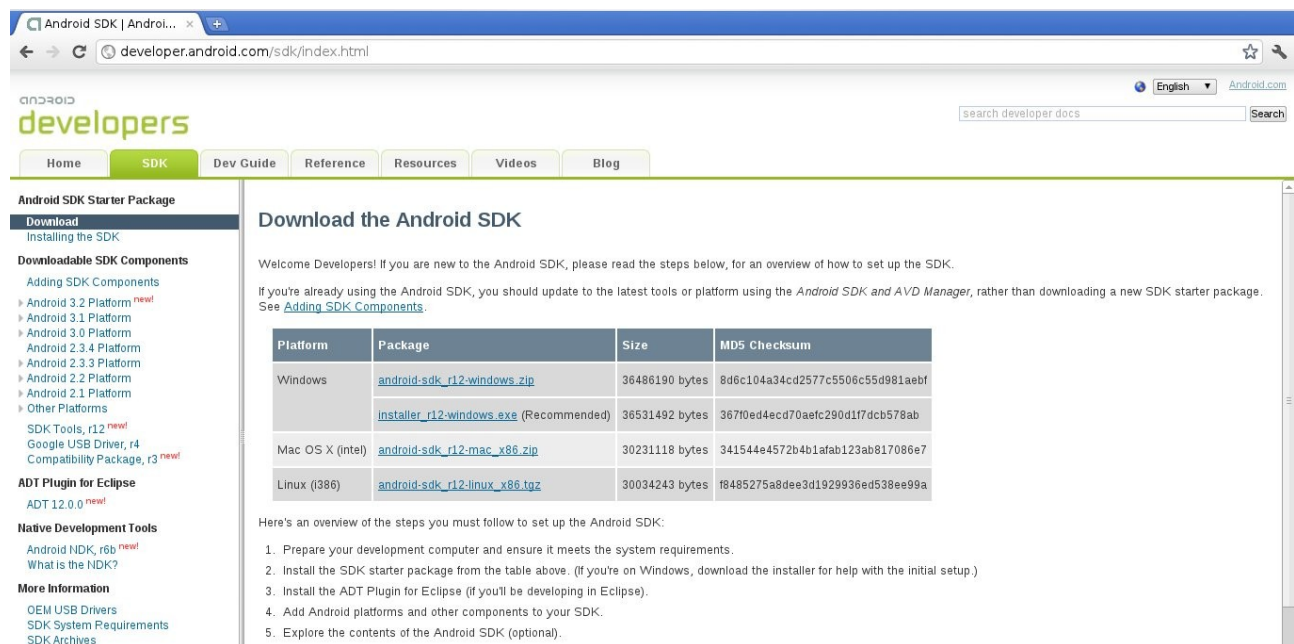 Android SDK | Androi...
developer.android.com/sdk/index.html
English
Android.com
android
developers
search developer docs
Search
Home
SDK
Dev Guide
Reference
Resources
Videos
Blog
Android SDK Starter Package
Download
Installing the SDK
Downloadable SDK Components
Adding SDK Components
Android 3.2 Platform new!
Android 3.1 Platform
Android 3.0 Platform
Android 2.3.4 Platform
Android 2.3.3 Platform
Android 2.2 Platform
Android 2.1 Platform
Other Platforms
SDK Tools, r12 new!
Google USB Driver, r4
Compatibility Package, r3 new!
ADT Plugin for Eclipse
ADT 12.0.0 new!
Native Development Tools
Android NDK, r6b new!
What is the NDK?
More Information
OEM USB Drivers
SDK System Requirements
SDK Archives
Download the Android SDK
Welcome Developers! If you are new to the Android SDK, please read the steps below, for an overview of how to set up the SDK.
If you're already using the Android SDK, you should update to the latest tools or platform using the Android SDK and AVD Manager, rather than downloading a new SDK starter package.
See Adding SDK Components.
Platform Package Size MD5 Checksum
Windows android-sdk_r12-windows.zip 36486190 bytes 8d6c104a34cd2577c5506c55d981aebf
installer_r12-windows.exe (Recommended) 36531492 bytes 367f0ed4ecd70aefc290d1f7dcb578ab
Mac OS X (intel) android-sdk_r12-mac_x86.zip 30231118 bytes 341544e4572b4b1afab123ab817086e7
Linux (i386) android-sdk_r12-linux_x86.tgz 30034243 bytes f8485275a8dee3d1929936ed538ee99a
Here's an overview of the steps you must follow to set up the Android SDK:
1. Prepare your development computer and ensure it meets the system requirements.
2. Install the SDK starter package from the table above. (If you're on Windows, download the installer for help with the initial setup.)
3. Install the ADT Plugin for Eclipse (if you'll be developing in Eclipse).
4. Add Android platforms and other components to your SDK.
5. Explore the contents of the Android SDK (optional).